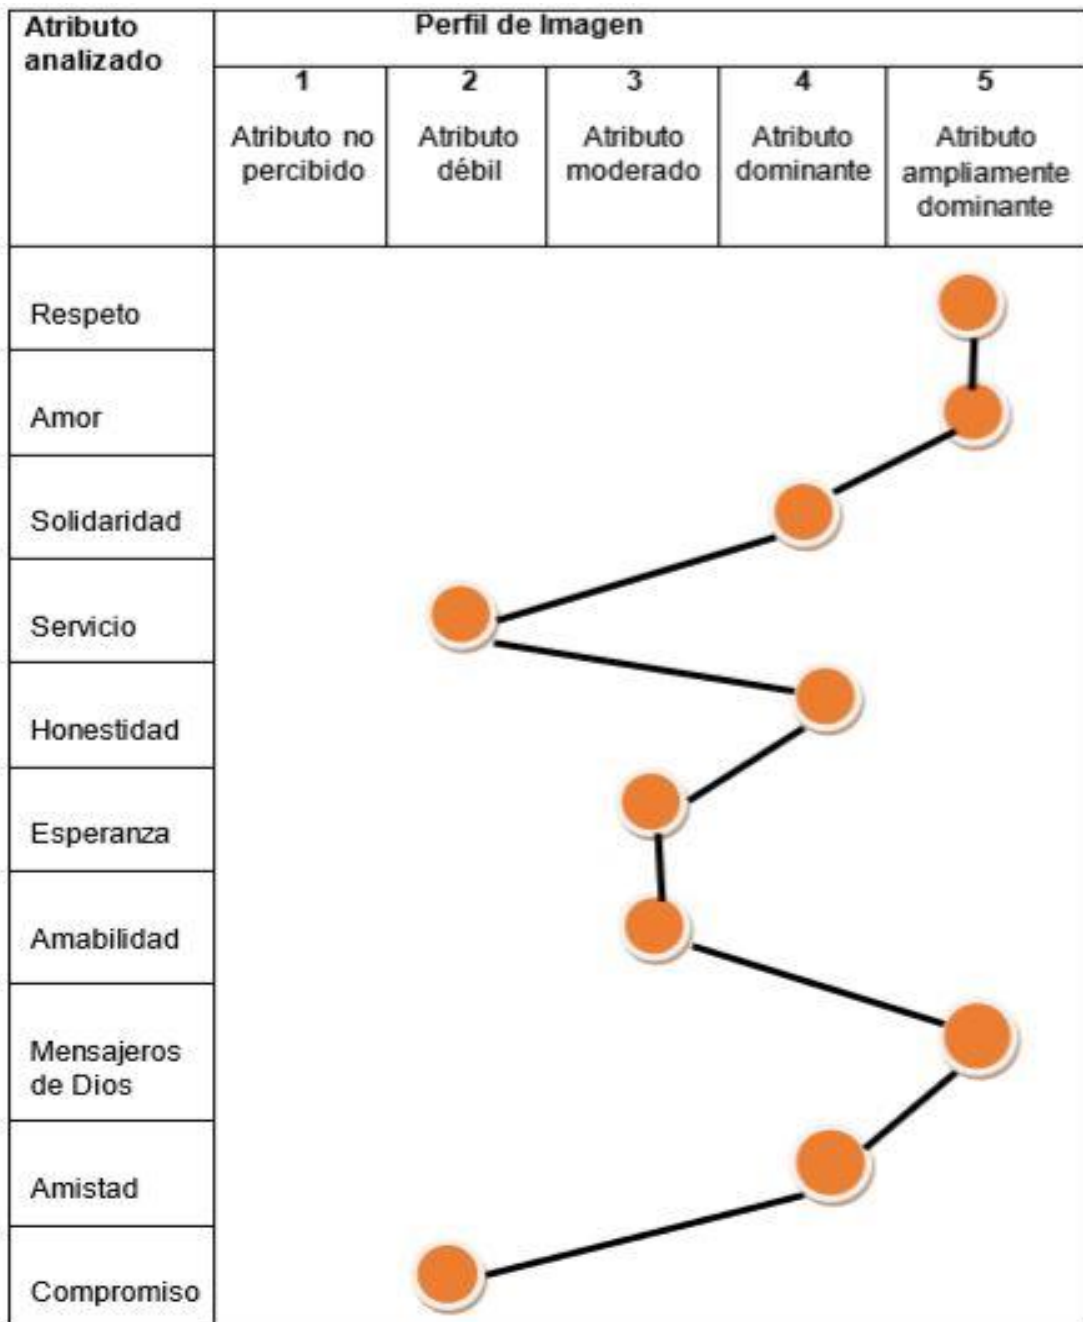 Atributo
analizado
Perfil de Imagen
1
Atributo no
percibido
2
Atributo
débil
3
Atributo
moderado
4
Atributo
dominante
5
Atributo
ampliamente
dominante
Respeto
Amor
Solidaridad
Servicio
Honestidad
Esperanza
Amabilidad
Mensajeros
de Dios
Amistad
Compromiso